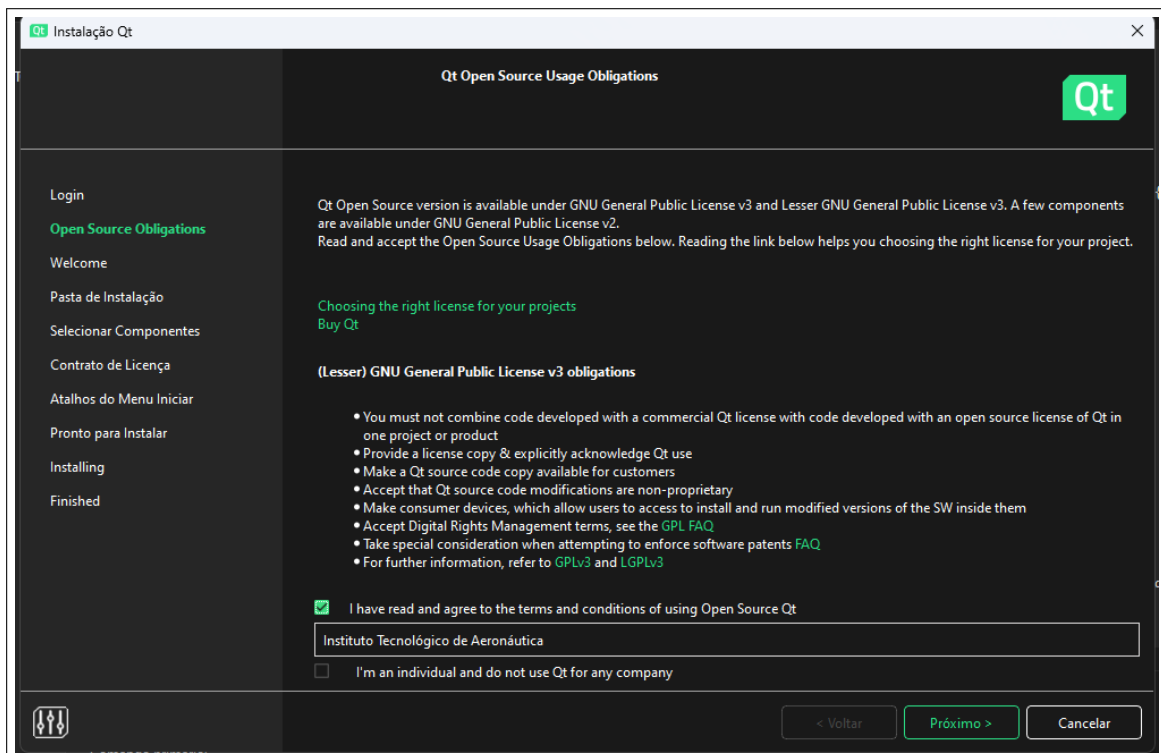 Qt Instalação Qt
Qt Open Source Usage Obligations
Qt
Login
Open Source Obligations
Welcome
Pasta de Instalação
Selecionar Componentes
Contrato de Licença
Atalhos do Menu Iniciar
Pronto para Instalar
Installing
Finished
Qt Open Source version is available under GNU General Public License v3 and Lesser GNU General Public License v3. A few components
are available under GNU General Public License v2.
Read and accept the Open Source Usage Obligations below. Reading the link below helps you choosing the right license for your project.
Choosing the right license for your projects
Buy Qt
(Lesser) GNU General Public License v3 obligations
• You must not combine code developed with a commercial Qt license with code developed with an open source license of Qt in
one project or product
• Provide a license copy & explicitly acknowledge Qt use
• Make a Qt source code copy available for customers
• Accept that Qt source code modifications are non-proprietary
• Make consumer devices, which allow users to access to install and run modified versions of the SW inside them
• Accept Digital Rights Management terms, see the GPL FAQ
• Take special consideration when attempting to enforce software patents FAQ
• For further information, refer to GPLv3 and LGPLv3
I have read and agree to the terms and conditions of using Open Source Qt
Instituto Tecnológico de Aeronáutica
I'm an individual and do not use Qt for any company
< Voltar
Próximo >
Cancelar